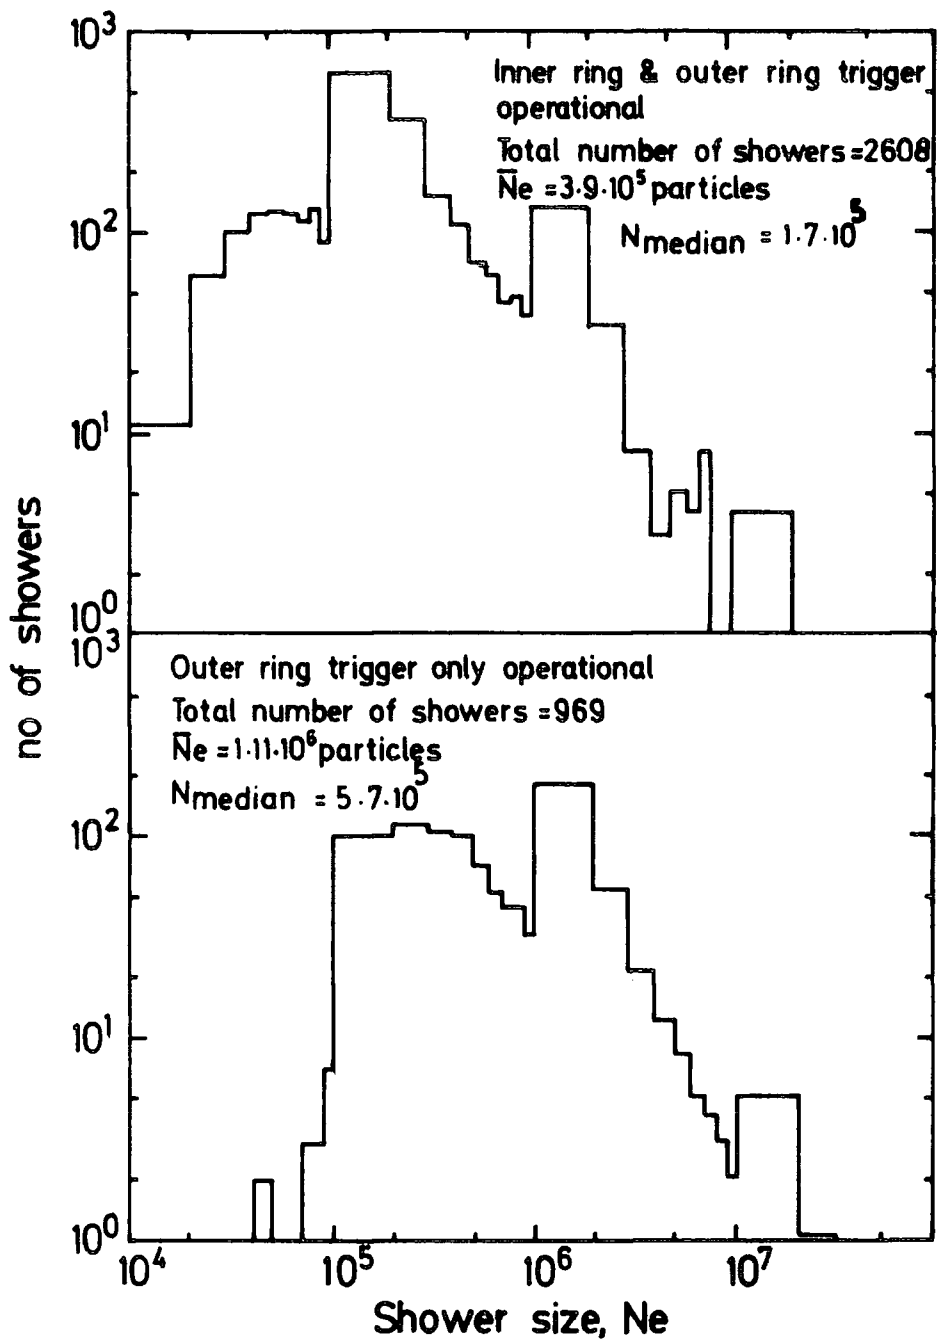 10³
Inner ring & outer ring trigger
operational
Total number of showers=2608
N̅e =3·9·10⁵ particles
Nmedian = 1·7·10⁵
10²
10¹
10⁰
no of showers
10³
Outer ring trigger only operational
Total number of showers =969
N̅e =1·11·10⁶ particles
Nmedian = 5·7·10⁵
10²
10¹
10⁰
10⁴ 10⁵ 10⁶ 10⁷
Shower size, Ne